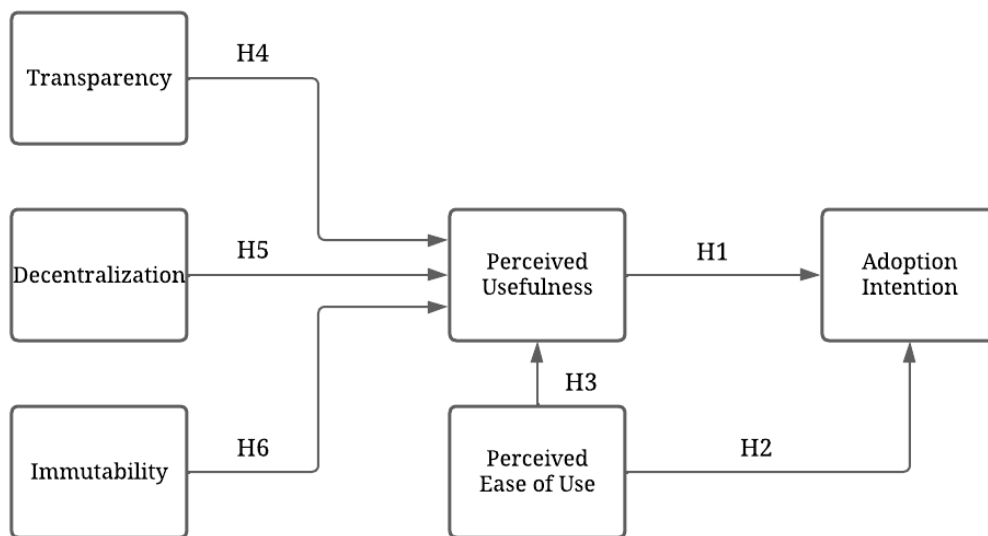 H4
Transparency
H5
Decentralization
Perceived
Usefulness
H1
Adoption
Intention
H3
H6
Immutability
Perceived
Ease of Use
H2